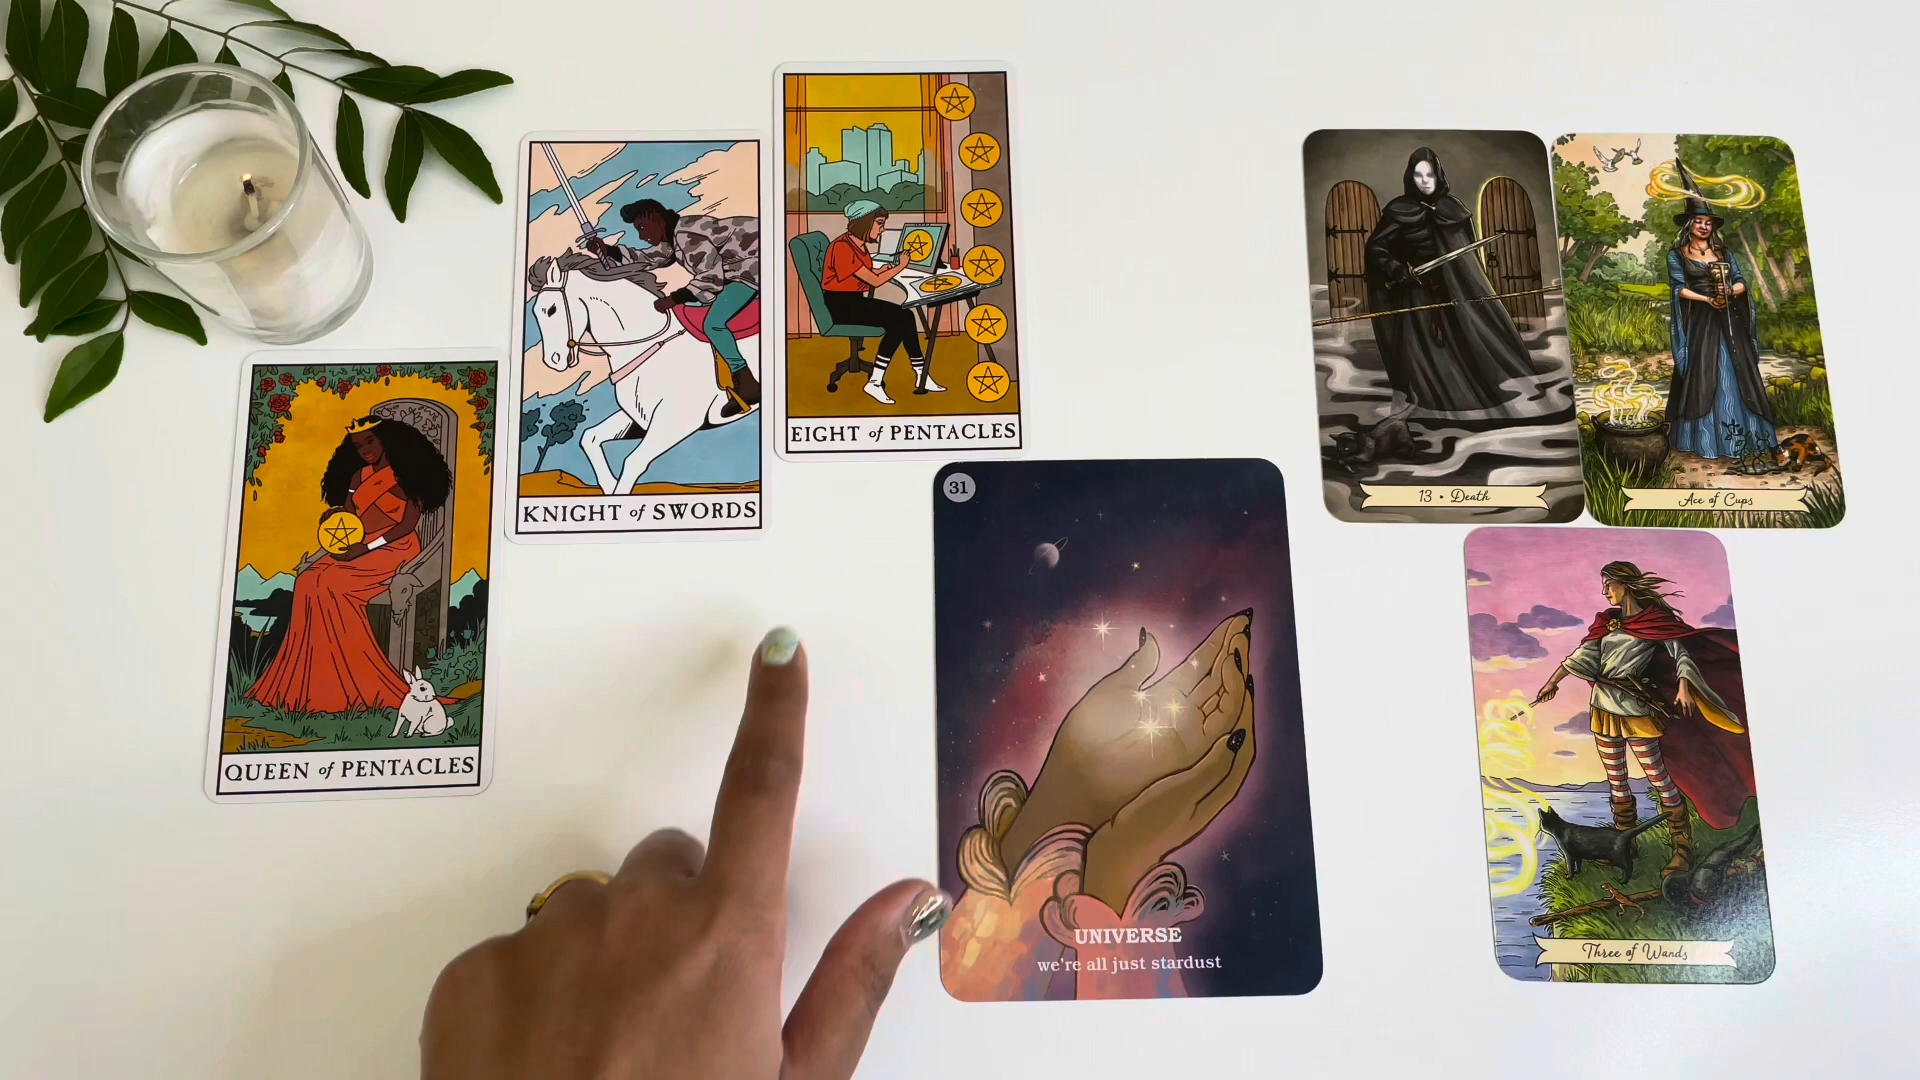 EIGHT of PENTACLES
KNIGHT of SWORDS
QUEEN of PENTACLES
31
UNIVERSE
we're all just stardust
13 • Death
Ace of Cups
Three of Wands